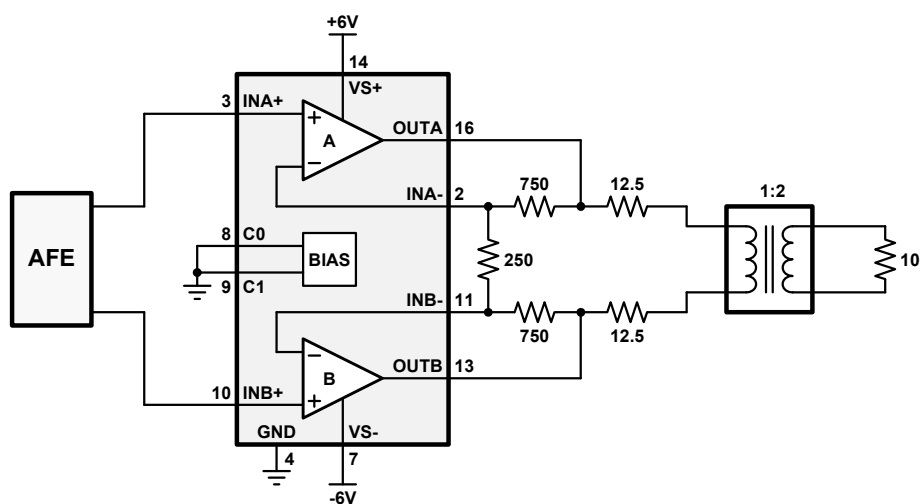 +6V
14
VS+
3 INA+
+
A
−
OUTA 16
INA- 2
750
12.5
1:2
AFE
8 C0
BIAS
9 C1
250
10
INB- 11
750
12.5
−
B
+
OUTB 13
10 INB+
GND
VS-
4
7
-6V